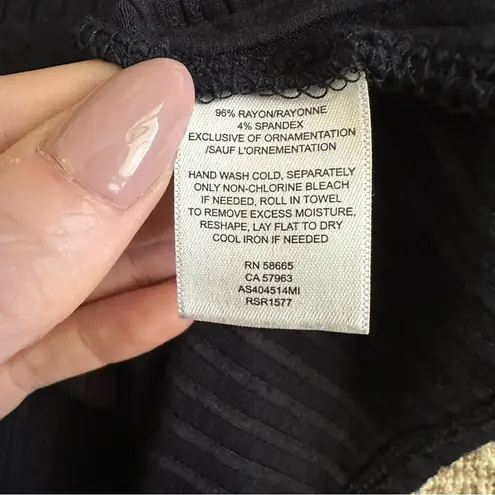 96% RAYON/RAYONNE
4% SPANDEX
EXCLUSIVE OF ORNAMENTATION
/SAUF L'ORNEMENTATION
HAND WASH COLD, SEPARATELY
ONLY NON-CHLORINE BLEACH
IF NEEDED, ROLL IN TOWEL
TO REMOVE EXCESS MOISTURE,
RESHAPE, LAY FLAT TO DRY
COOL IRON IF NEEDED
RN 58665
CA 57963
AS404514MI
RSR1577